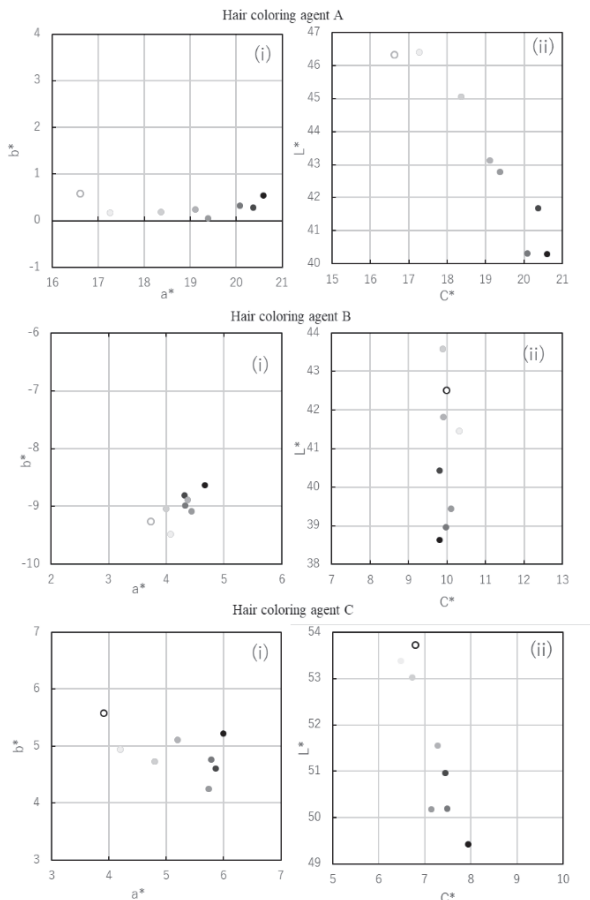 Hair coloring agent A
(i)
4
3
2
1
0
-1
b*
16 17 18 19 20 21
a*
(ii)
47
46
45
44
43
42
41
40
L*
15 16 17 18 19 20 21
C*
Hair coloring agent B
(i)
-6
-7
-8
-9
-10
b*
2 3 4 5 6
a*
(ii)
44
43
42
41
40
39
38
L*
7 8 9 10 11 12 13
C*
Hair coloring agent C
(i)
7
6
5
4
3
b*
3 4 5 6 7
a*
(ii)
54
53
52
51
50
49
L*
5 6 7 8 9 10
C*